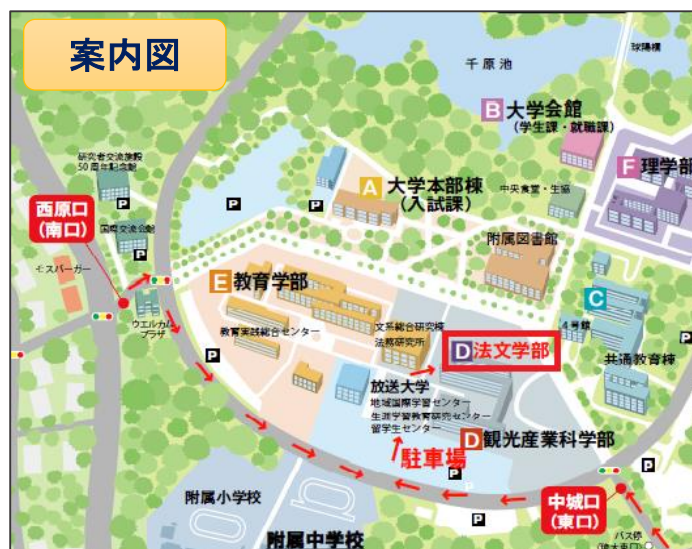 案内図
千原池
球陽橋
B 大学会館
(学生課・就職課)
F 理学部
研究者交流施設
50周年記念館
P
A 大学本部棟
(入試課)
P
P
中央食堂・生協
西原口
(南口)
国際交流会館
P
附属図書館
モスバーガー
E 教育学部
C
ウエルカム
プラザ
教育実践総合センター
文系総合研究棟
法務研究所
4号館
D 法文学部
共通教育棟
P
放送大学
地域国際学習センター
生涯学習教育研究センター
留学生センター
D 観光産業科学部
駐車場
P
P
P
附属小学校
中城口
(東口)
P
P
附属中学校
バス停